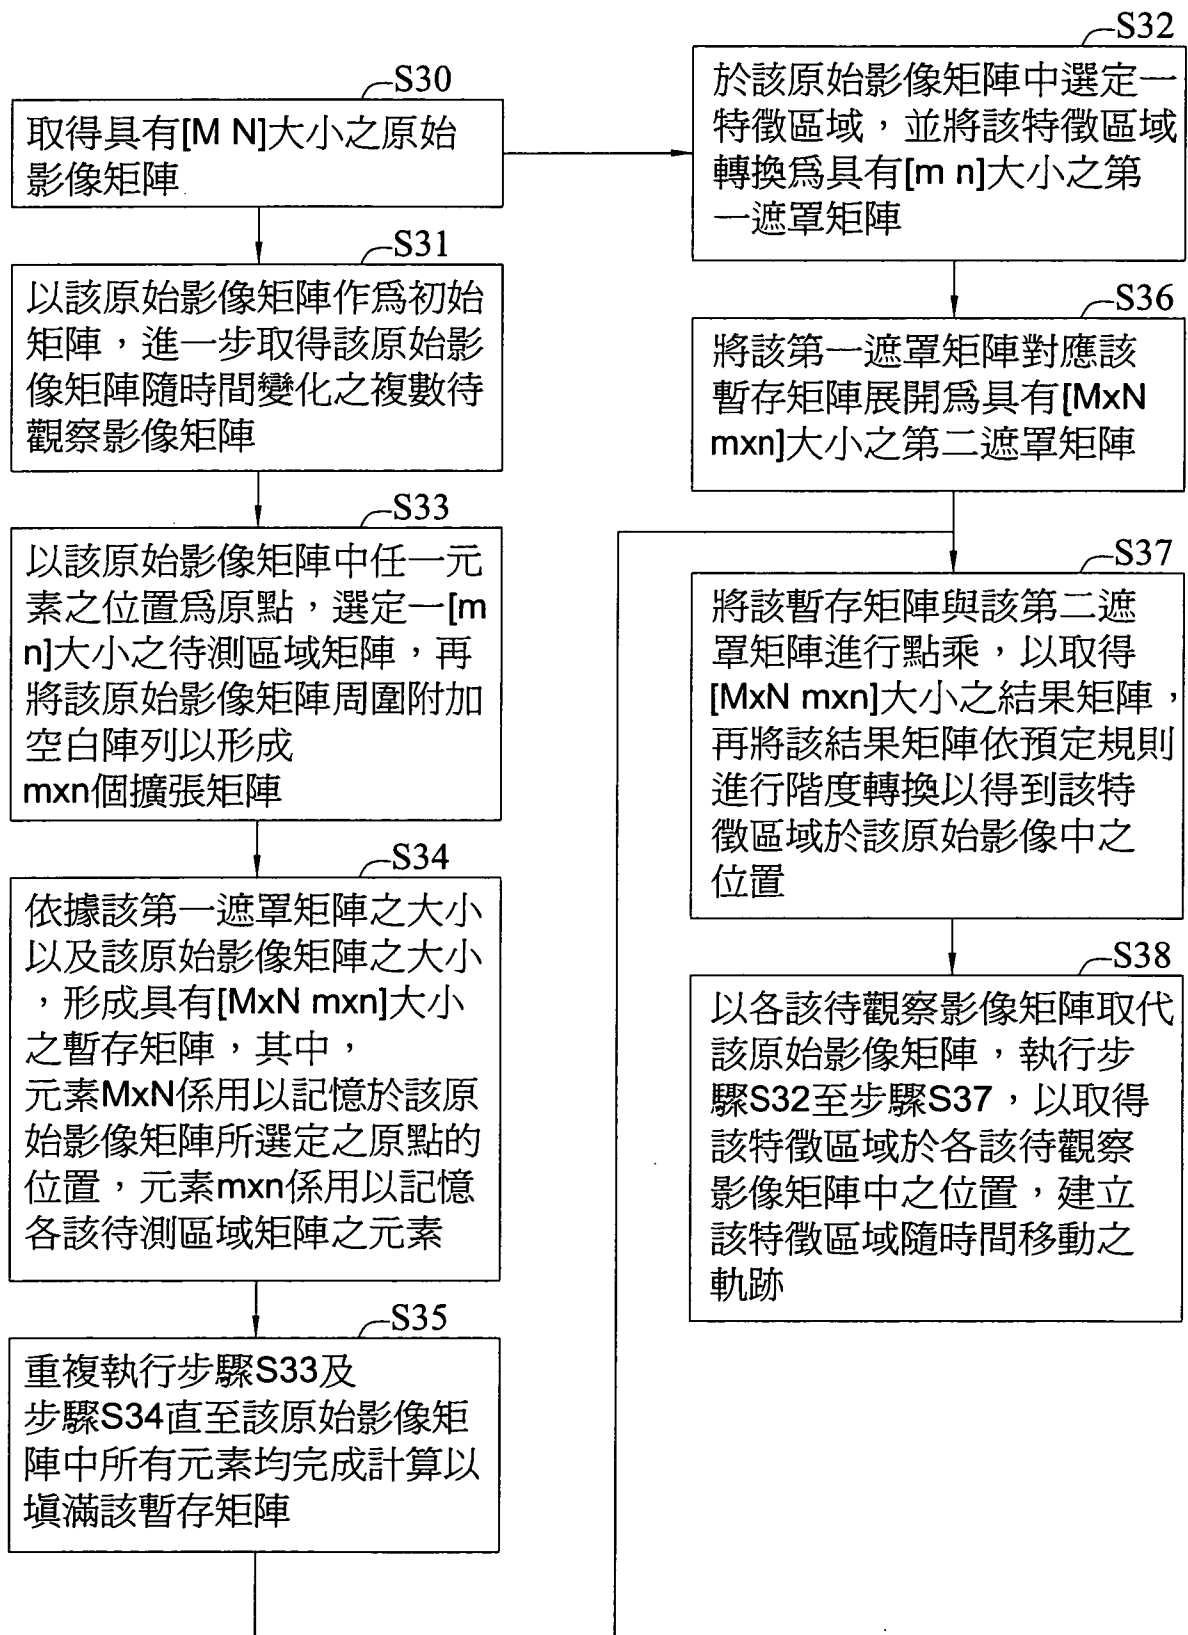 S30
取得具有[M N]大小之原始
影像矩陣
S31
以該原始影像矩陣作爲初始
矩陣，進一步取得該原始影
像矩陣隨時間變化之複數待
觀察影像矩陣
S33
以該原始影像矩陣中任一元
素之位置爲原點，選定一[m
n]大小之待測區域矩陣，再
將該原始影像矩陣周圍附加
空白陣列以形成
mxn個擴張矩陣
S34
依據該第一遮罩矩陣之大小
以及該原始影像矩陣之大小
，形成具有[MxN mxn]大小
之暫存矩陣，其中，
元素MxN係用以記憶於該原
始影像矩陣所選定之原點的
位置，元素mxn係用以記憶
各該待測區域矩陣之元素
S35
重複執行步驟S33及
步驟S34直至該原始影像矩
陣中所有元素均完成計算以
塡滿該暫存矩陣
S32
於該原始影像矩陣中選定一
特徵區域，並將該特徵區域
轉換爲具有[m n]大小之第
一遮罩矩陣
S36
將該第一遮罩矩陣對應該
暫存矩陣展開爲具有[MxN
mxn]大小之第二遮罩矩陣
S37
將該暫存矩陣與該第二遮
罩矩陣進行點乘，以取得
[MxN mxn]大小之結果矩陣，
再將該結果矩陣依預定規則
進行階度轉換以得到該特
徵區域於該原始影像中之
位置
S38
以各該待觀察影像矩陣取代
該原始影像矩陣，執行步
驟S32至步驟S37，以取得
該特徵區域於各該待觀察
影像矩陣中之位置，建立
該特徵區域隨時間移動之
軌跡